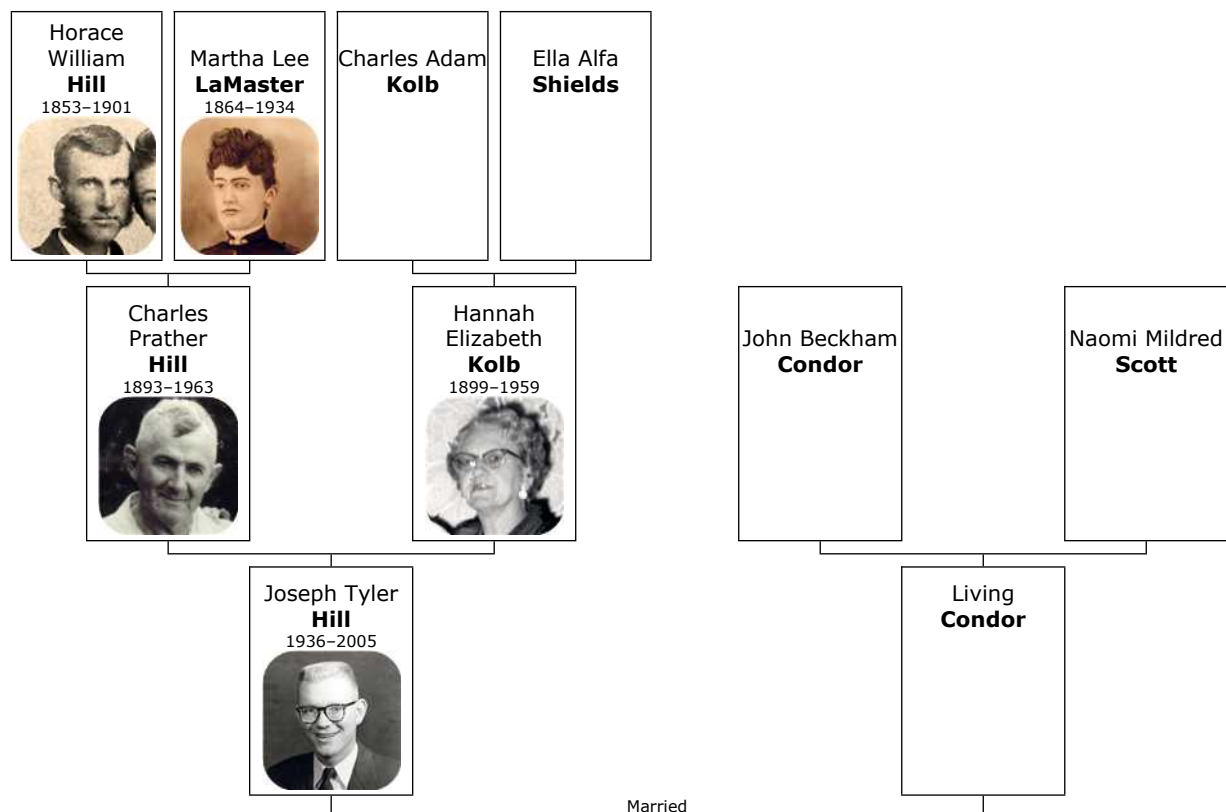 Horace
William
Hill
1853–1901
Martha Lee
LaMaster
1864–1934
Charles Adam
Kolb
Ella Alfa
Shields
Charles
Prather
Hill
1893–1963
Hannah
Elizabeth
Kolb
1899–1959
John Beckham
Condor
Naomi Mildred
Scott
Joseph Tyler
Hill
1936–2005
Living
Condor
Married